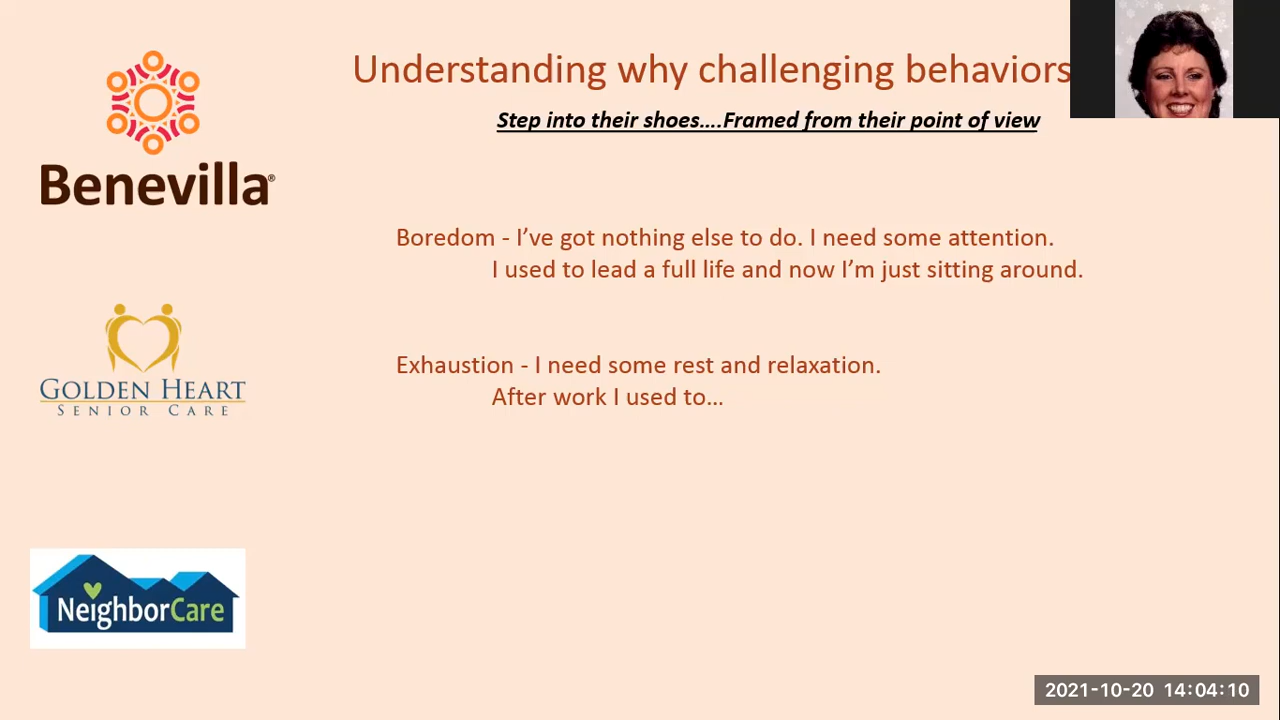 Understanding why challenging behaviors
Step into their shoes....Framed from their point of view
Benevilla®
Boredom - I've got nothing else to do. I need some attention.
I used to lead a full life and now I'm just sitting around.
GOLDEN HEART
SENIOR CARE
Exhaustion - I need some rest and relaxation.
After work I used to...
NeighborCare
2021-10-20 14:04:10